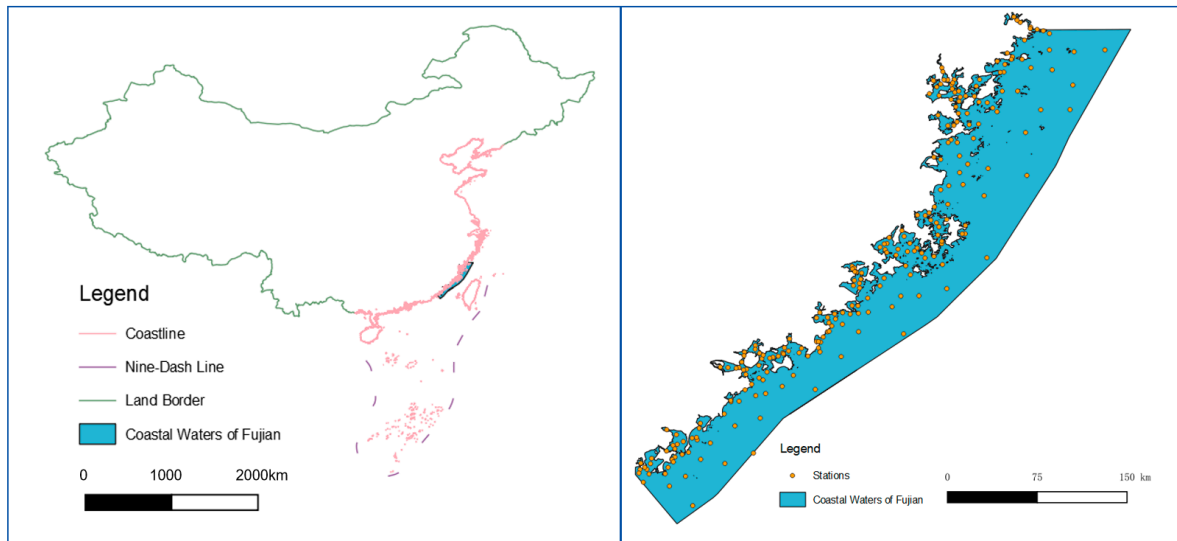 Legend
Coastline
Nine-Dash Line
Land Border
Coastal Waters of Fujian
0 1000 2000km
Legend
Stations
Coastal Waters of Fujian
0 75 150 km